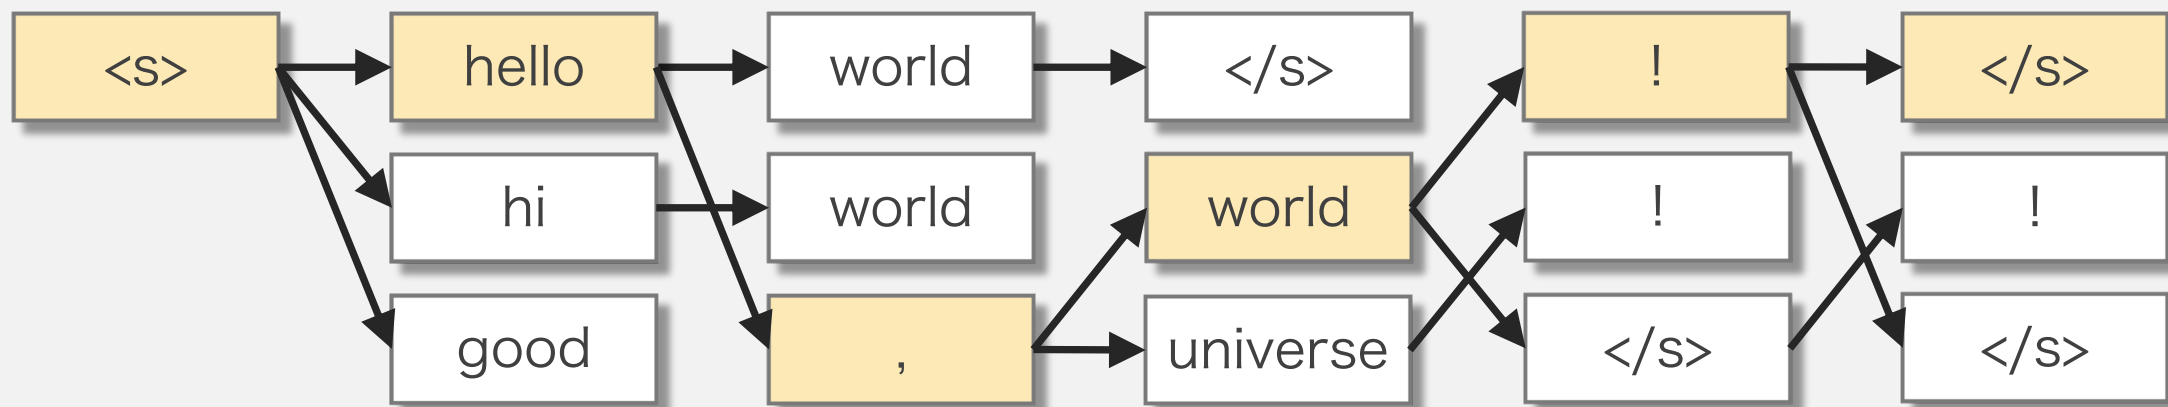 <s> hello world </s> ! </s>
hi world world ! !
good , universe </s> </s>